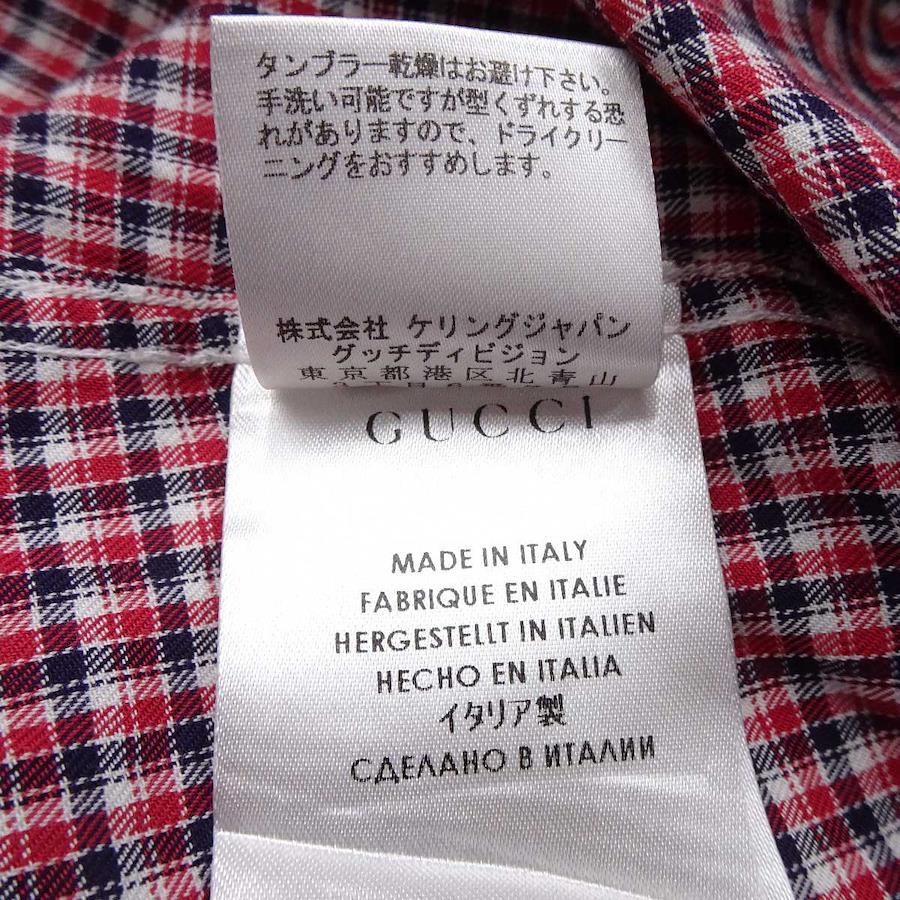 タンブラー乾燥はお避け下さい。
手洗い可能ですが型くずれする恐
れがありますので、ドライクリー
ニングをおすすめします。
株式会社 ケリングジャパン
グッチディビジョン
東京都港区北青山
GUCCI
MADE IN ITALY
FABRIQUE EN ITALIE
HERGESTELLT IN ITALIEN
HECHO EN ITALIA
イタリア製
СДЕЛАНО В ИТАЛИИ